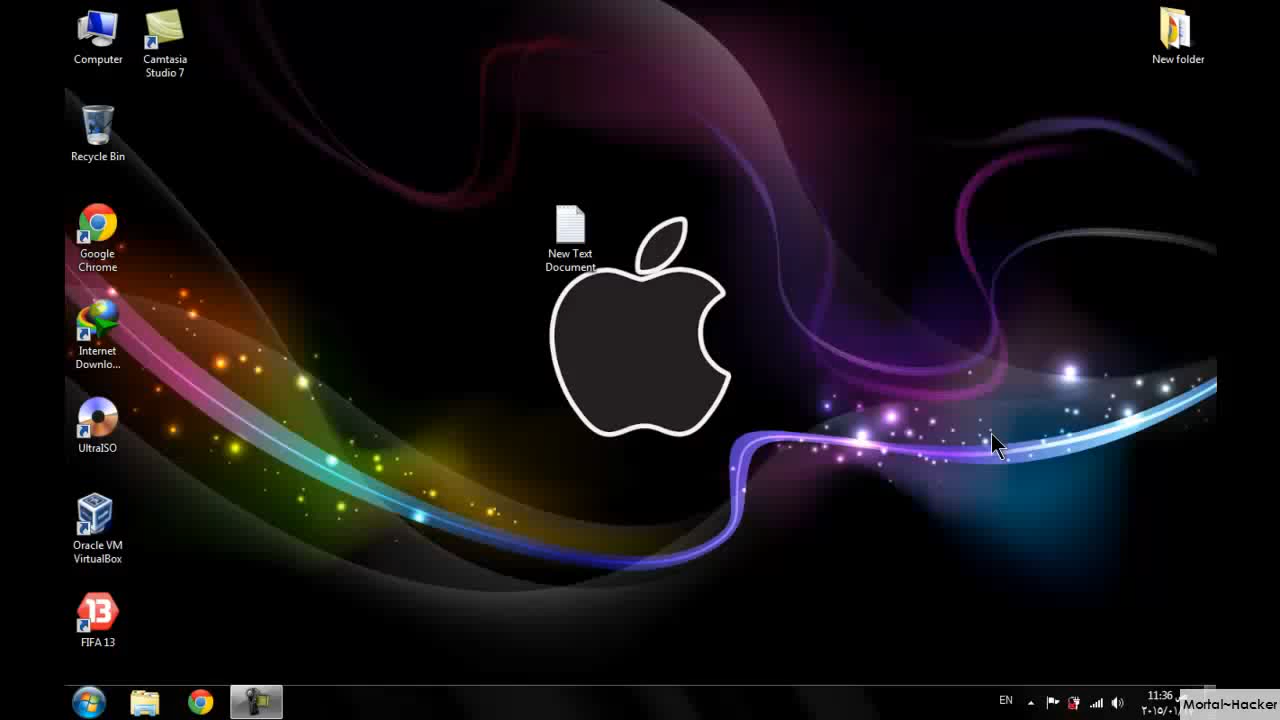 Computer
Camtasia
Studio 7
New folder
Recycle Bin
Google
Chrome
New Text
Document
Internet
Downlo...
UltraISO
Oracle VM
VirtualBox
13
FIFA 13
EN
11:36
Mortal~Hacker